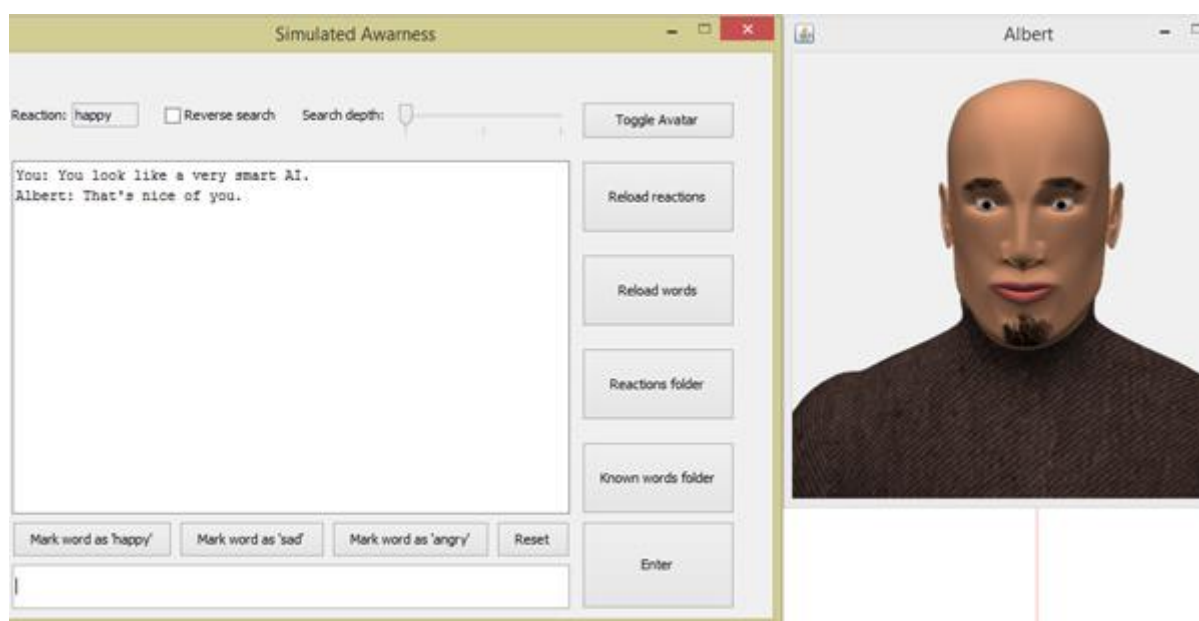 Simulated Awarness
Albert
Reaction: happy Reverse search Search depth: Toggle Avatar
You: You look like a very smart AI.
Albert: That's nice of you.
Reload reactions
Reload words
Reactions folder
Known words folder
Mark word as 'happy' Mark word as 'sad' Mark word as 'angry' Reset
Enter